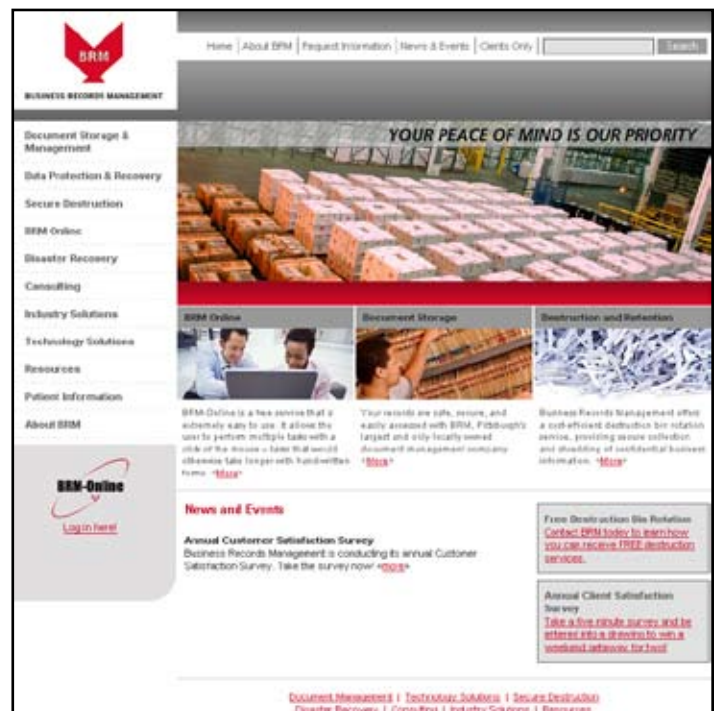 Home | About BRM | Request Information | News & Events | Clients Only | Search
BRM
BUSINESS RECORDS MANAGEMENT
YOUR PEACE OF MIND IS OUR PRIORITY
Document Storage &
Management
Data Protection & Recovery
Secure Destruction
BRM Online
Disaster Recovery
Consulting
Industry Solutions
Technology Solutions
Resources
Patient Information
About BRM
BRM-Online
Log in here!
BRM Online
BRM-Online is a free service that is
extremely easy to use. It allows the
user to perform multiple tasks with a
click of the mouse – tasks that would
otherwise take longer with handwritten
forms. <More>
Document Storage
Your records are safe, secure, and
easily accessed with BRM, Pittsburgh's
largest and only locally owned
document management company.
<More>
Destruction and Retention
Business Records Management offers
a cost-efficient destruction bin rotation
service, providing secure collection
and shredding of confidential business
information. <More>
News and Events
Annual Customer Satisfaction Survey
Business Records Management is conducting its annual Customer
Satisfaction Survey. Take the survey now! <more>
Free Destruction Bin Rotation
Contact BRM today to learn how
you can receive FREE destruction
services.
Annual Client Satisfaction
Survey
Take a five minute survey and be
entered into a drawing to win a
weekend getaway for two!
Document Management | Technology Solutions | Secure Destruction
Disaster Recovery | Consulting | Industry Solutions | Resources